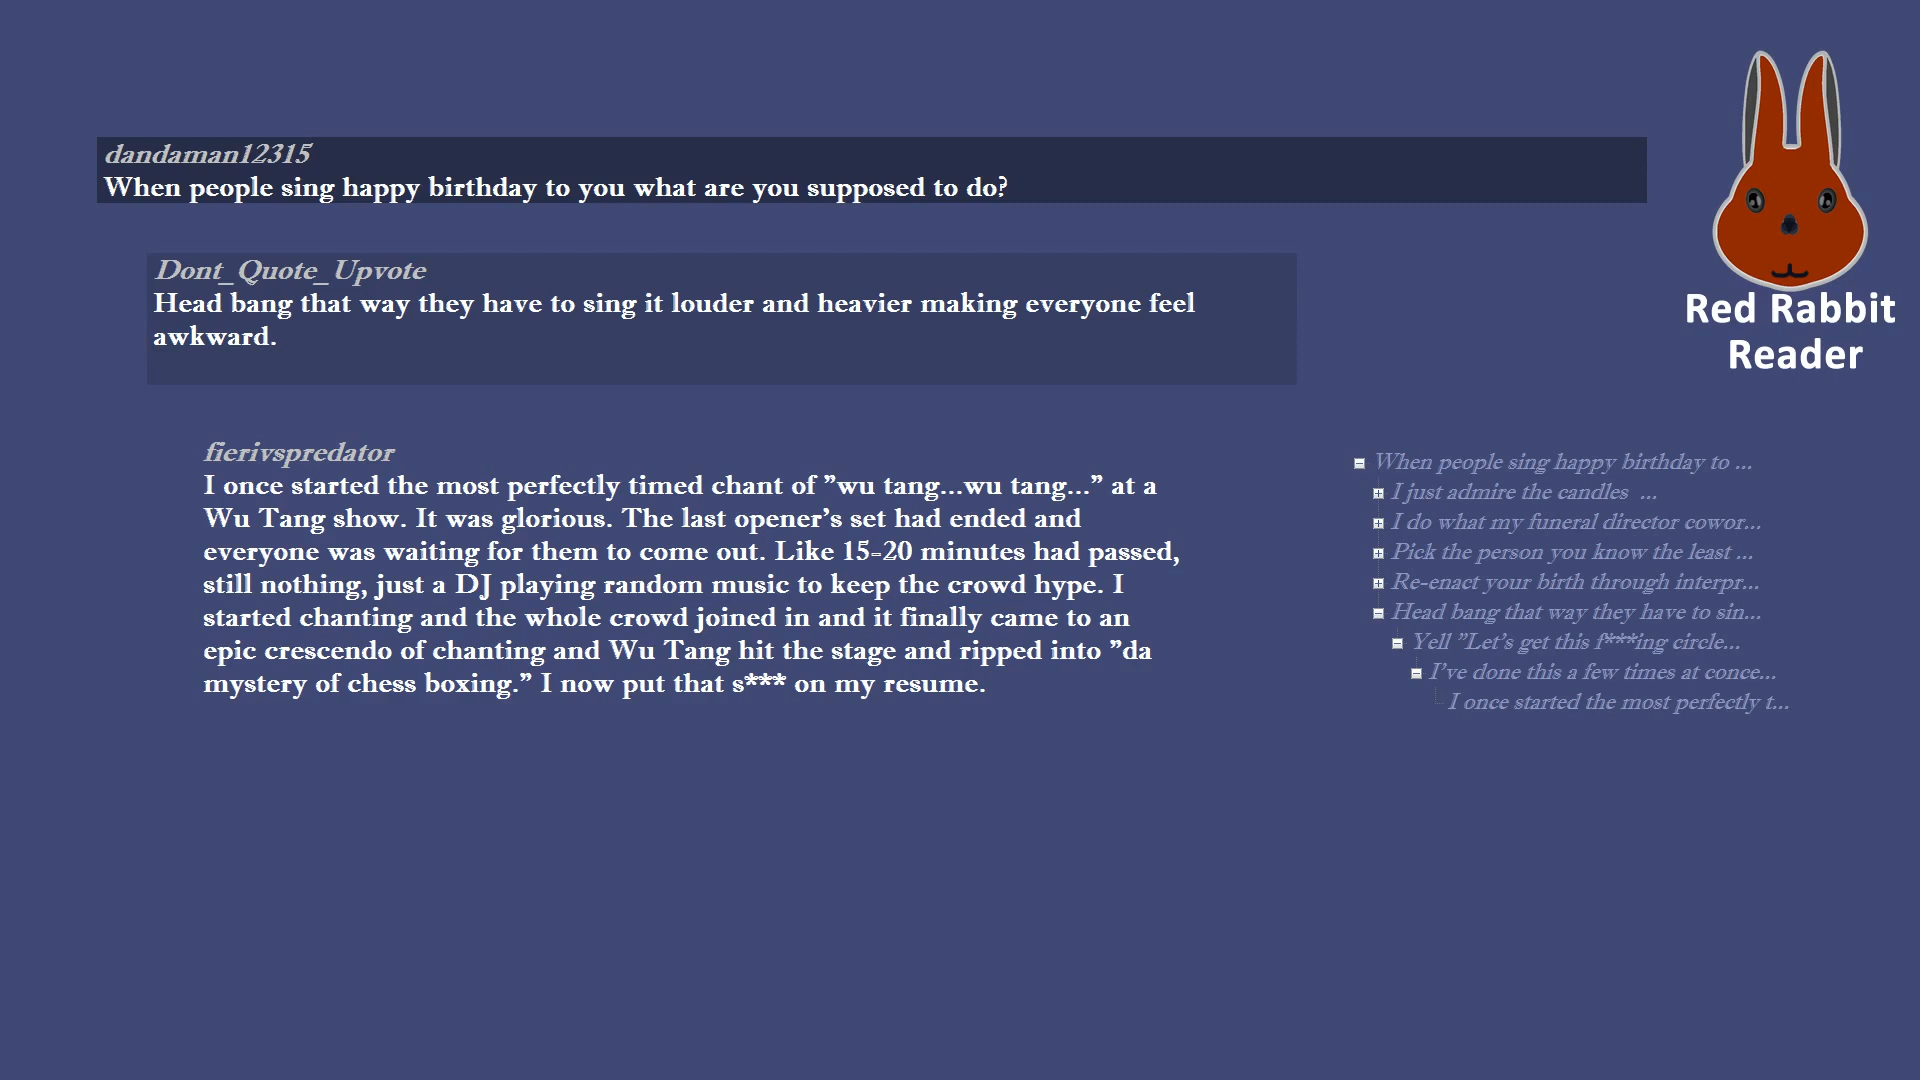 dandaman12315
When people sing happy birthday to you what are you supposed to do?
Dont_Quote_Upvote
Head bang that way they have to sing it louder and heavier making everyone feel
awkward.
fierivspredator
I once started the most perfectly timed chant of ”wu tang...wu tang...” at a
Wu Tang show. It was glorious. The last opener’s set had ended and
everyone was waiting for them to come out. Like 15-20 minutes had passed,
still nothing, just a DJ playing random music to keep the crowd hype. I
started chanting and the whole crowd joined in and it finally came to an
epic crescendo of chanting and Wu Tang hit the stage and ripped into ”da
mystery of chess boxing.” I now put that s*** on my resume.
Red Rabbit
Reader
When people sing happy birthday to ...
I just admire the candles ...
I do what my funeral director cowor...
Pick the person you know the least ...
Re-enact your birth through interpr...
Head bang that way they have to sin...
Yell ”Let’s get this f***ing circle...
I’ve done this a few times at conce...
I once started the most perfectly t...